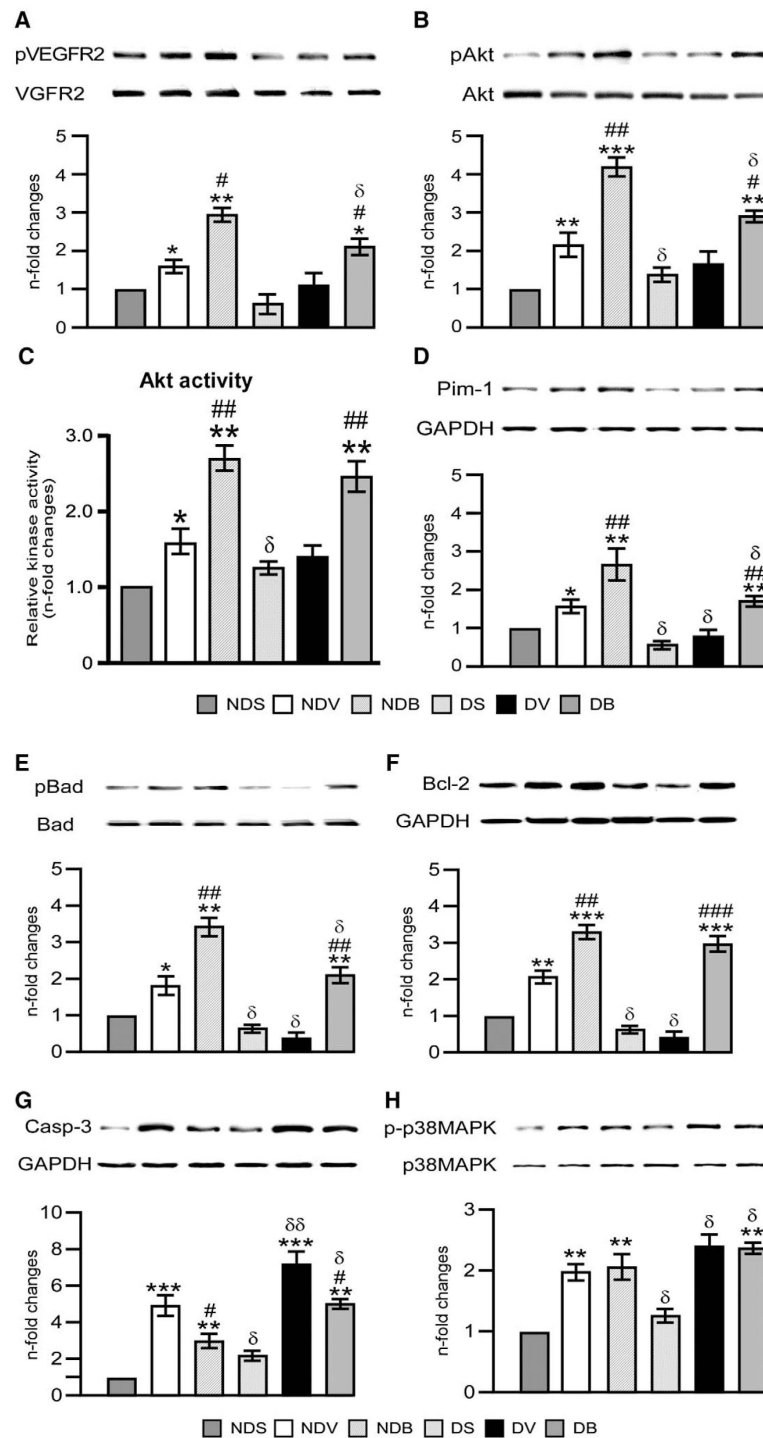 A
pVEGFR2
VGFR2
n-fold changes
5
4
3
2
1
0
*
#
**
δ
#
*
B
pAkt
Akt
n-fold changes
5
4
3
2
1
0
**
##
***
δ
δ
#
**
C
Akt activity
Relative kinase activity
(n-fold changes)
3.0
2.0
1.0
0
*
##
**
δ
##
**
D
Pim-1
GAPDH
n-fold changes
5
4
3
2
1
0
*
##
**
δ
δ
δ
##
**
NDS NDV NDB DS DV DB
E
pBad
Bad
n-fold changes
5
4
3
2
1
0
*
##
**
δ
δ
δ
##
**
F
Bcl-2
GAPDH
n-fold changes
5
4
3
2
1
0
**
##
***
δ
δ
###
***
G
Casp-3
GAPDH
n-fold changes
10
8
6
4
2
0
***
#
**
δ
δδ
***
δ
#
**
H
p-p38MAPK
p38MAPK
n-fold changes
3
2
1
0
**
**
δ
δ
δ
**
NDS NDV NDB DS DV DB